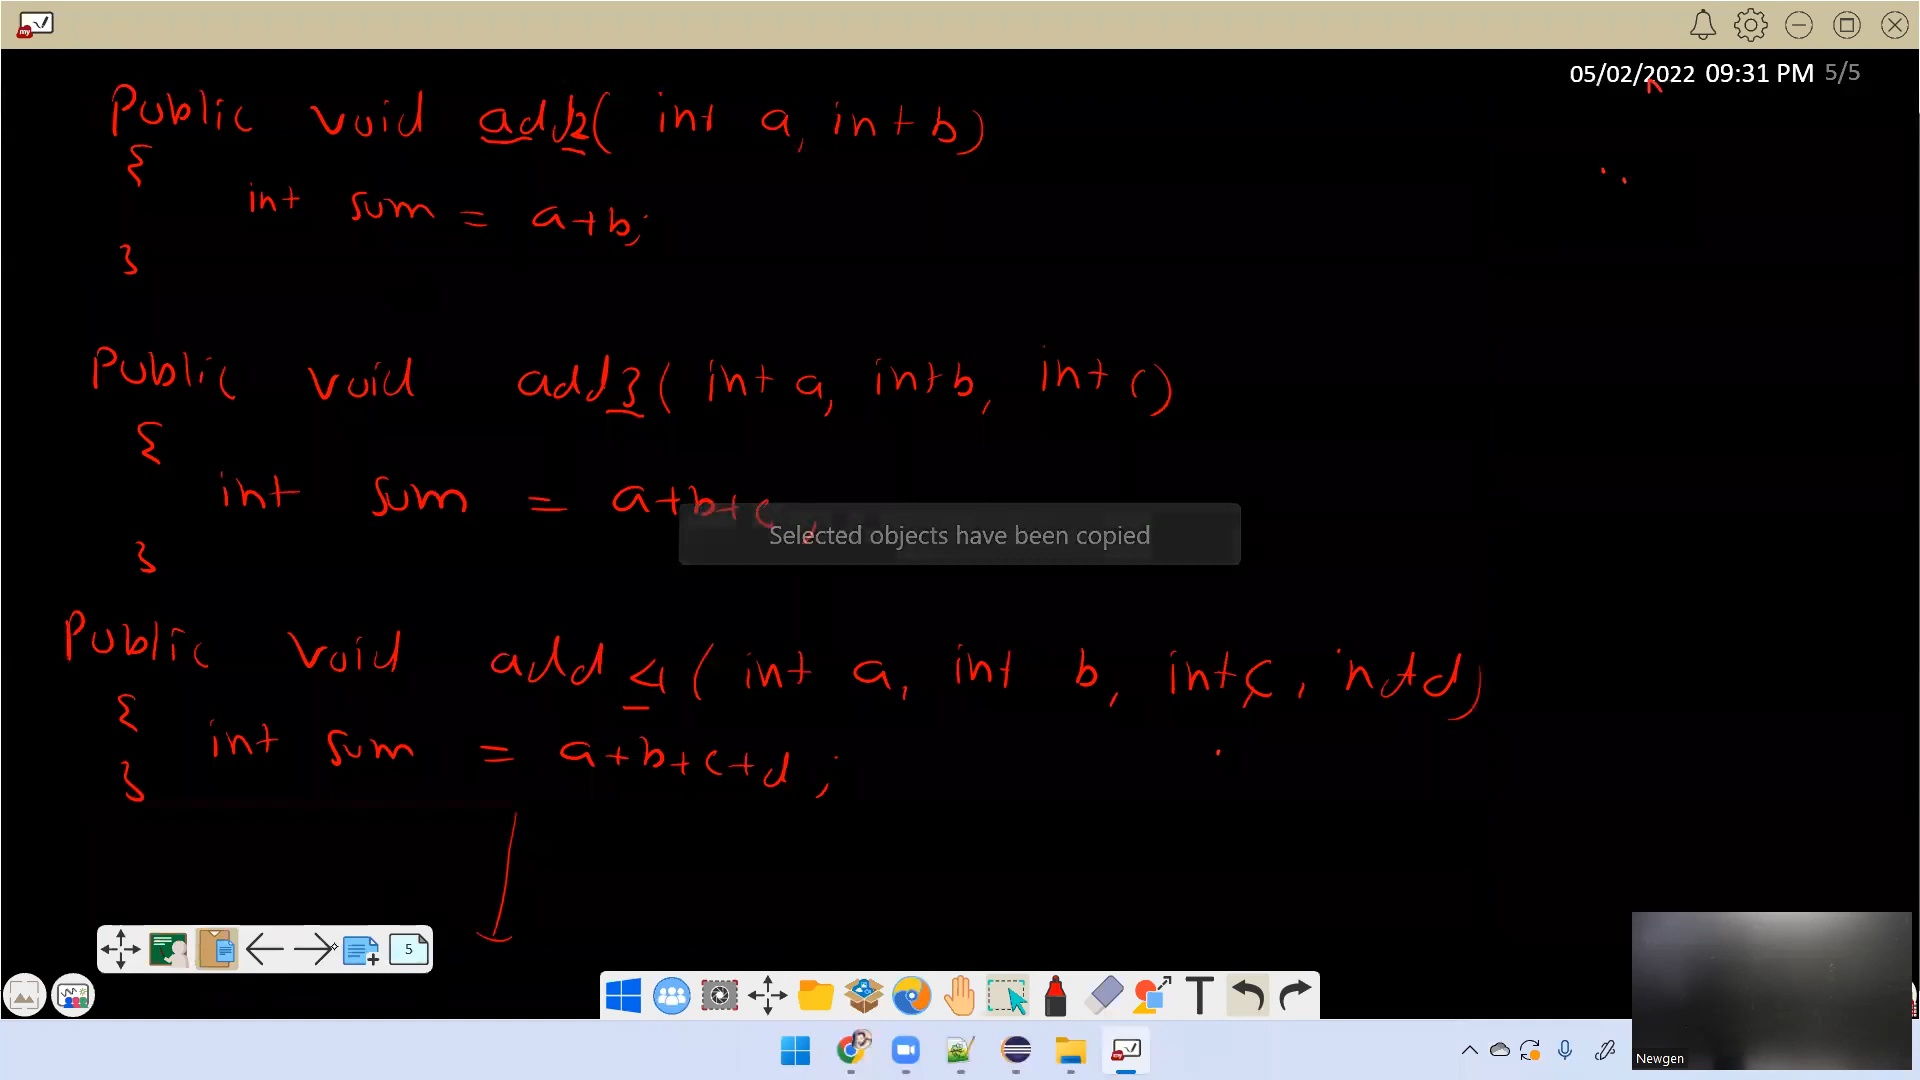 05/02/2022 09:31 PM 5/5
Public void add2( int a, int b)
{
int sum = a+b;
}
Public void add3( int a, int b, int c)
{
int sum = a+b+c;
Selected objects have been copied
}
Public void add 4( int a, int b, int c, int d)
{
int sum = a+b+c+d;
}
5
T
Newgen